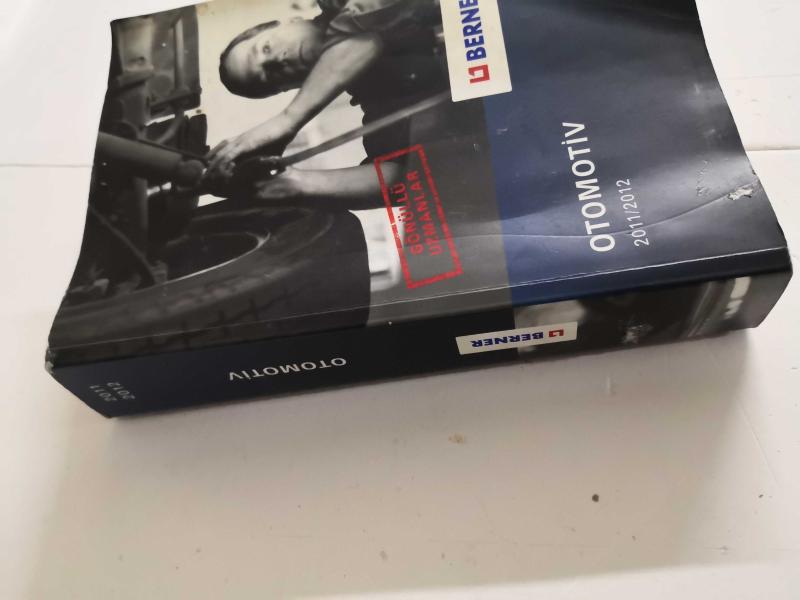 BERNE
OTOMOTİV
2011/2012
GÖNÜLLÜ
UZMANLAR
BERNER
OTOMOTİV
2011
2012